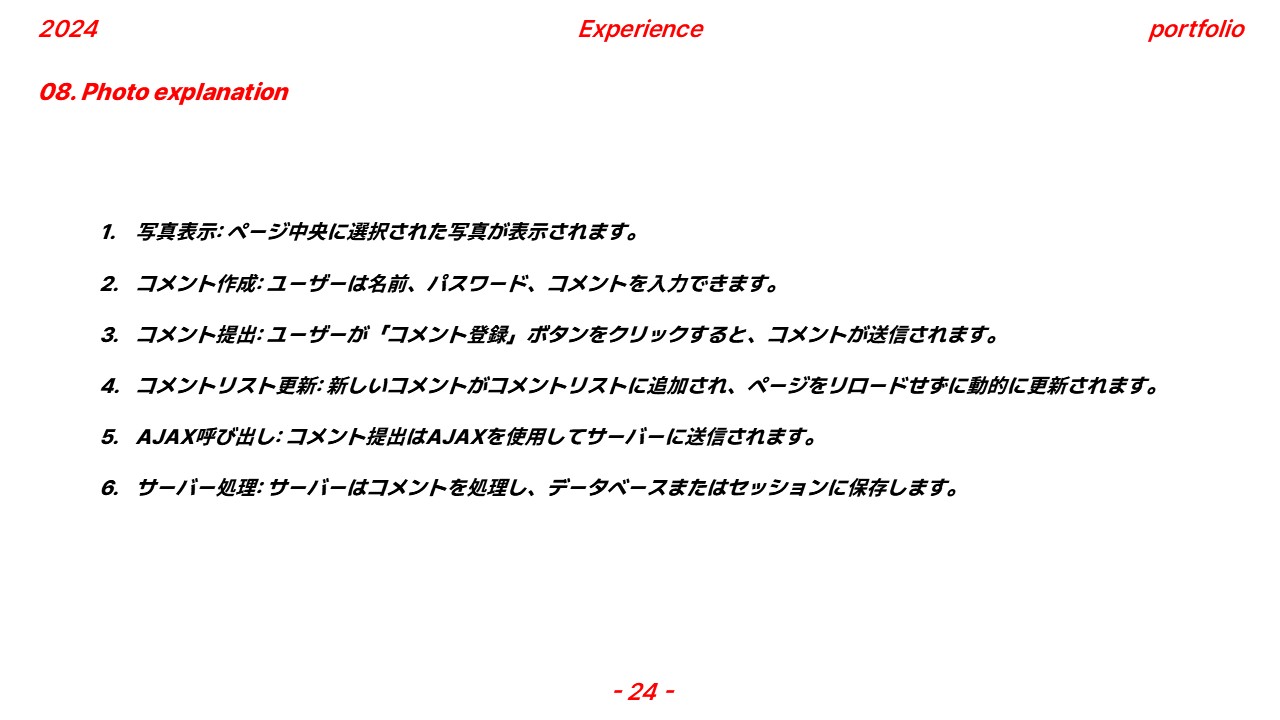 2024 Experience portfolio
08. Photo explanation
1. 写真表示: ページ中央に選択された写真が表示されます。
2. コメント作成: ユーザーは名前、パスワード、コメントを入力できます。
3. コメント提出: ユーザーが「コメント登録」ボタンをクリックすると、コメントが送信されます。
4. コメントリスト更新: 新しいコメントがコメントリストに追加され、ページをリロードせずに動的に更新されます。
5. AJAX呼び出し: コメント提出はAJAXを使用してサーバーに送信されます。
6. サーバー処理: サーバーはコメントを処理し、データベースまたはセッションに保存します。
- 24 -